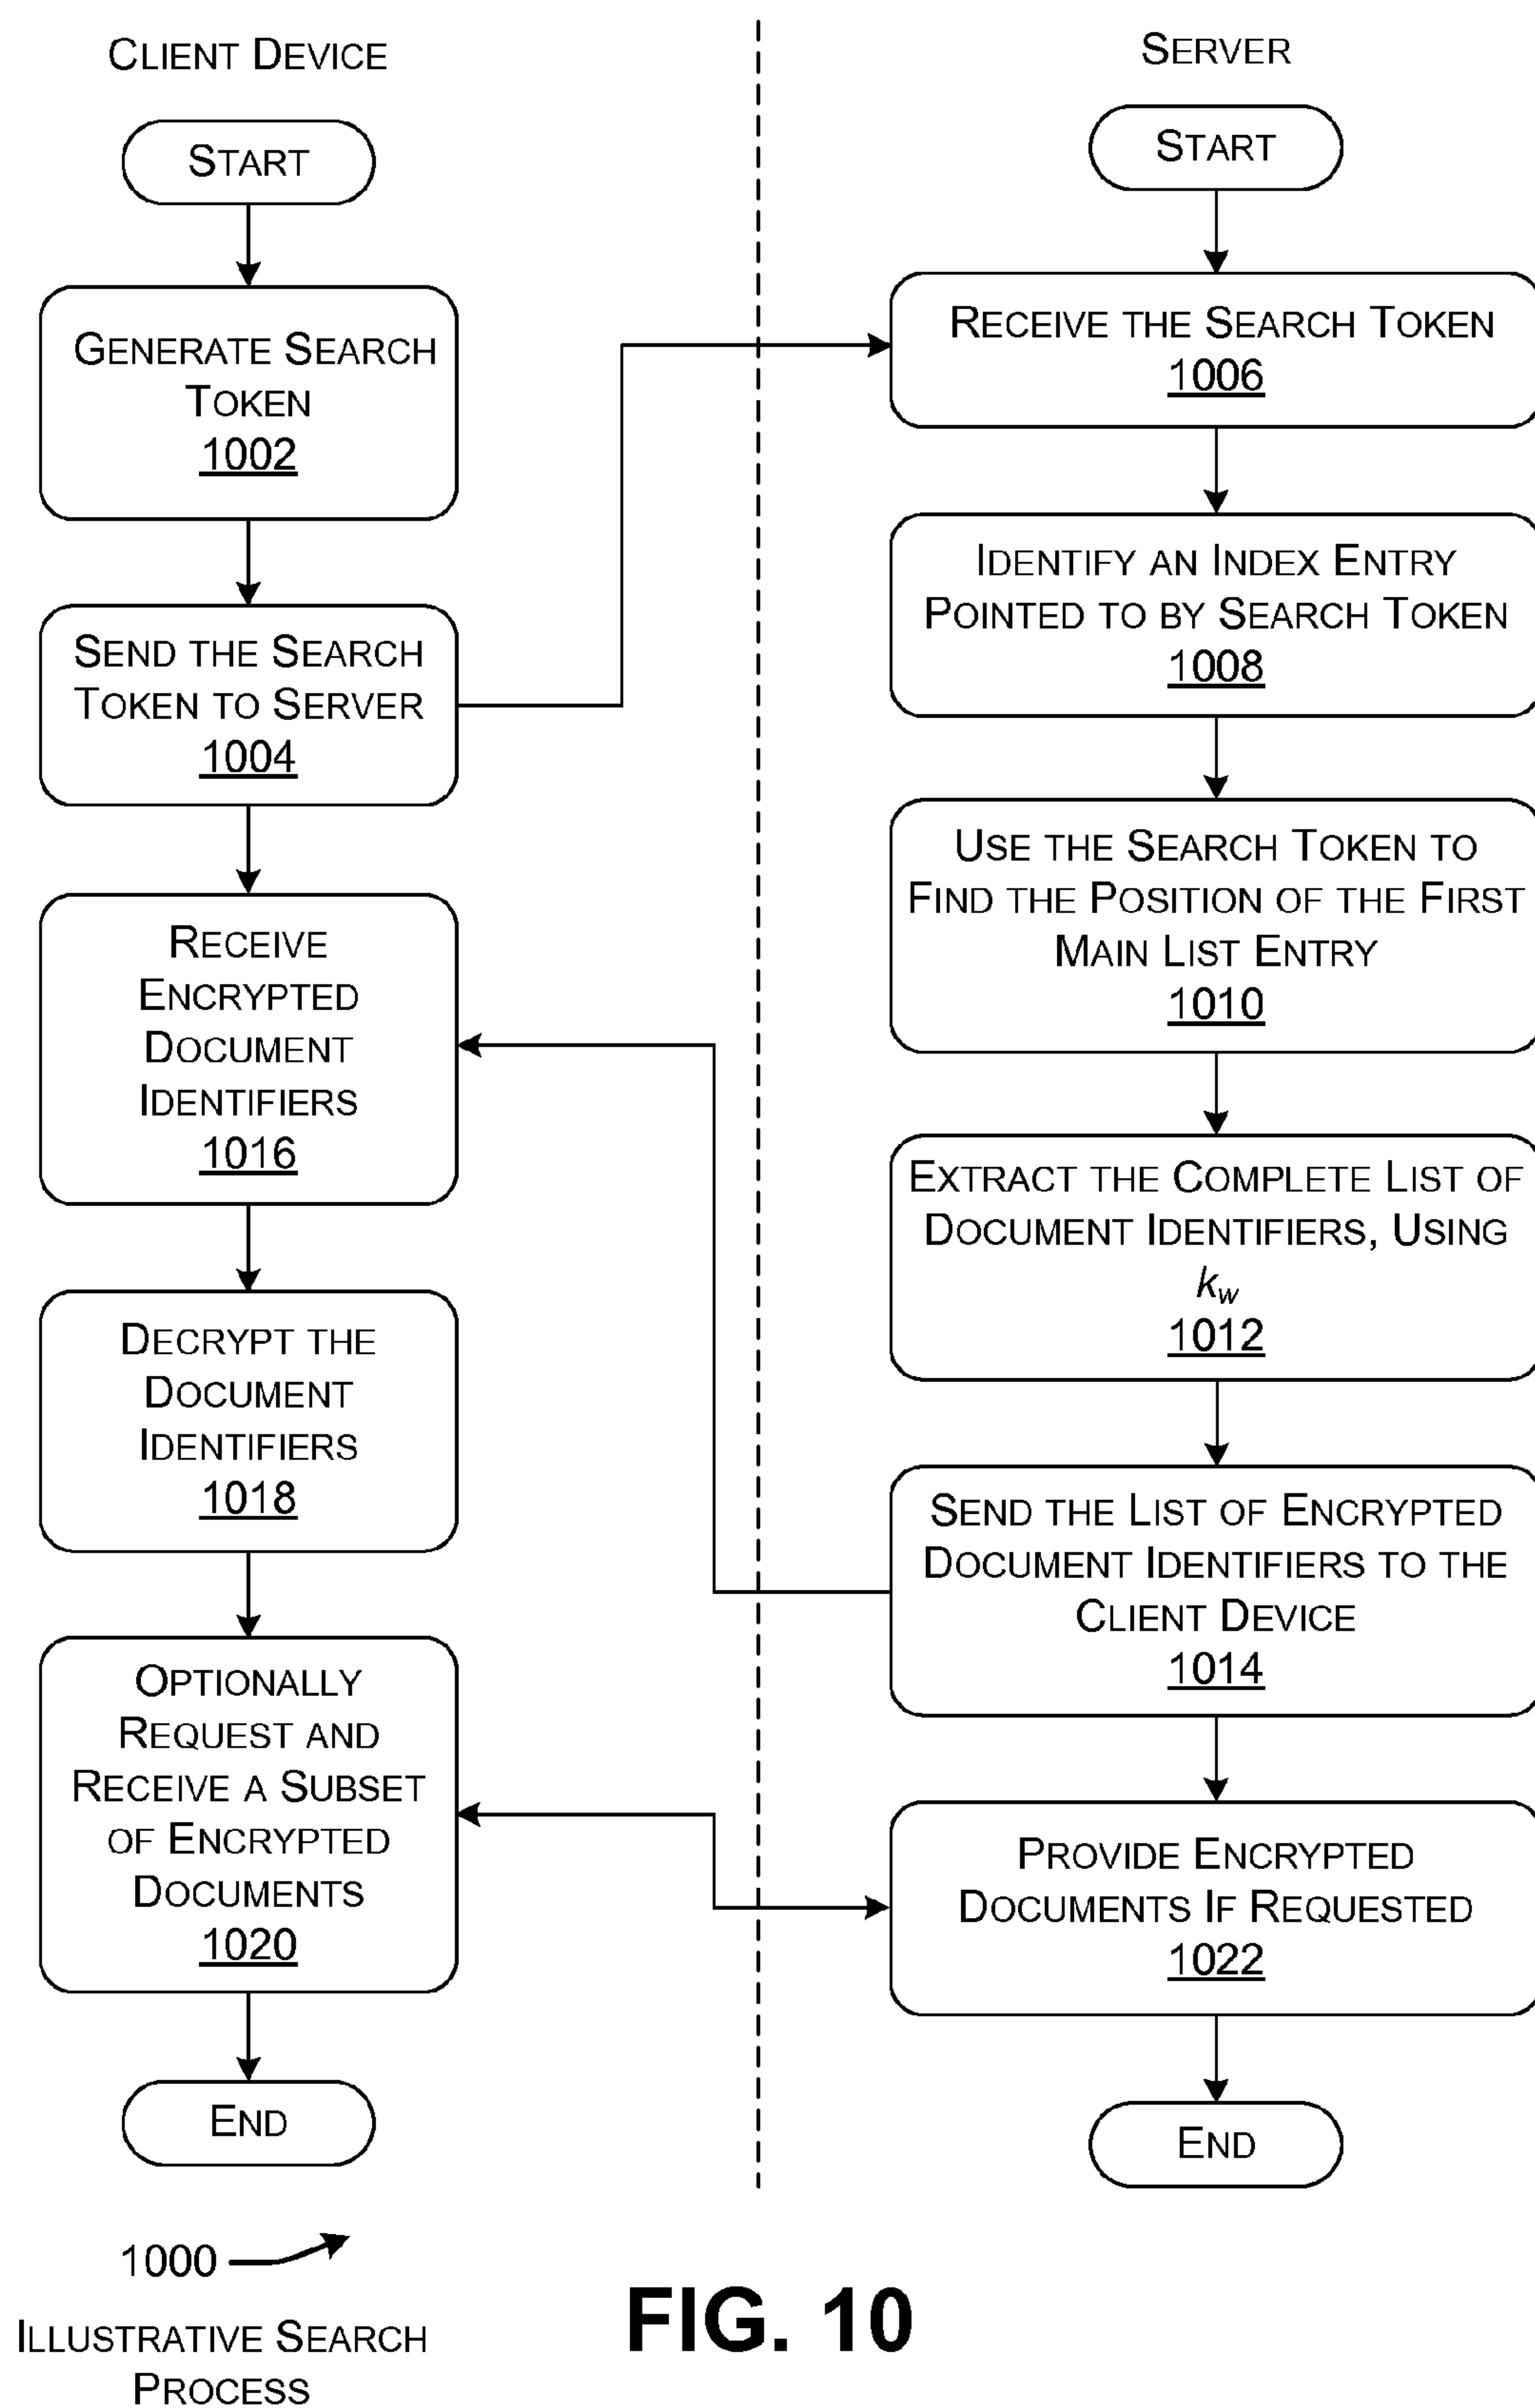 CLIENT DEVICE
START
GENERATE SEARCH
TOKEN
1002
SEND THE SEARCH
TOKEN TO SERVER
1004
RECEIVE
ENCRYPTED
DOCUMENT
IDENTIFIERS
1016
DECRYPT THE
DOCUMENT
IDENTIFIERS
1018
OPTIONALLY
REQUEST AND
RECEIVE A SUBSET
OF ENCRYPTED
DOCUMENTS
1020
END
SERVER
START
RECEIVE THE SEARCH TOKEN
1006
IDENTIFY AN INDEX ENTRY
POINTED TO BY SEARCH TOKEN
1008
USE THE SEARCH TOKEN TO
FIND THE POSITION OF THE FIRST
MAIN LIST ENTRY
1010
EXTRACT THE COMPLETE LIST OF
DOCUMENT IDENTIFIERS, USING
kw
1012
SEND THE LIST OF ENCRYPTED
DOCUMENT IDENTIFIERS TO THE
CLIENT DEVICE
1014
PROVIDE ENCRYPTED
DOCUMENTS IF REQUESTED
1022
END
1000
ILLUSTRATIVE SEARCH
PROCESS
FIG. 10